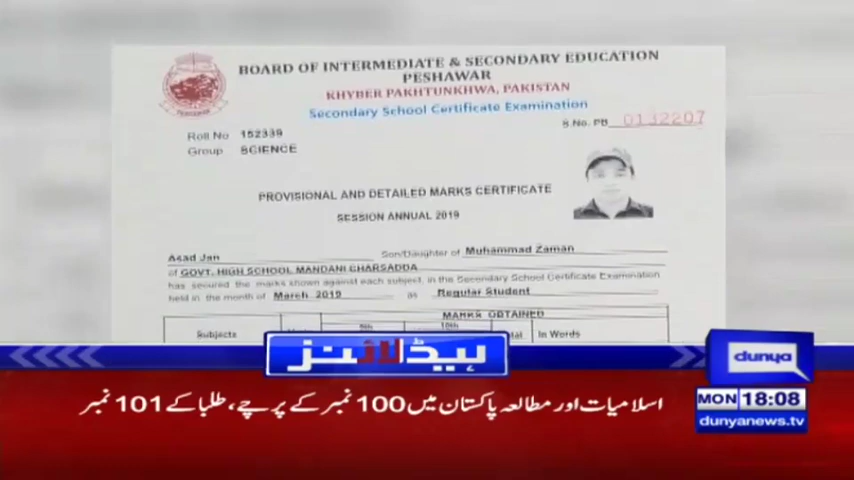 BOARD OF INTERMEDIATE & SECONDARY EDUCATION
PESHAWAR
KHYBER PAKHTUNKHWA, PAKISTAN
Secondary School Certificate Examination
S.No. PB 0132207
Roll No 152339
Group SCIENCE
PROVISIONAL AND DETAILED MARKS CERTIFICATE
SESSION ANNUAL 2019
Asad Jan Son/Daughter of Muhammad Zaman
of GOVT. HIGH SCHOOL MANDANI CHARSADDA
has secured the marks shown against each subject, in the Secondary School Certificate Examination
held in the month of March 2019 as Regular Student
MARKS OBTAINED
Subjects 9th 10th In Words
ہیڈلائنز
dunya
MON 18:08
dunyanews.tv
اسلامیات اور مطالعہ پاکستان میں 100 نمبر کے پرچے، طلبا کے 101 نمبر